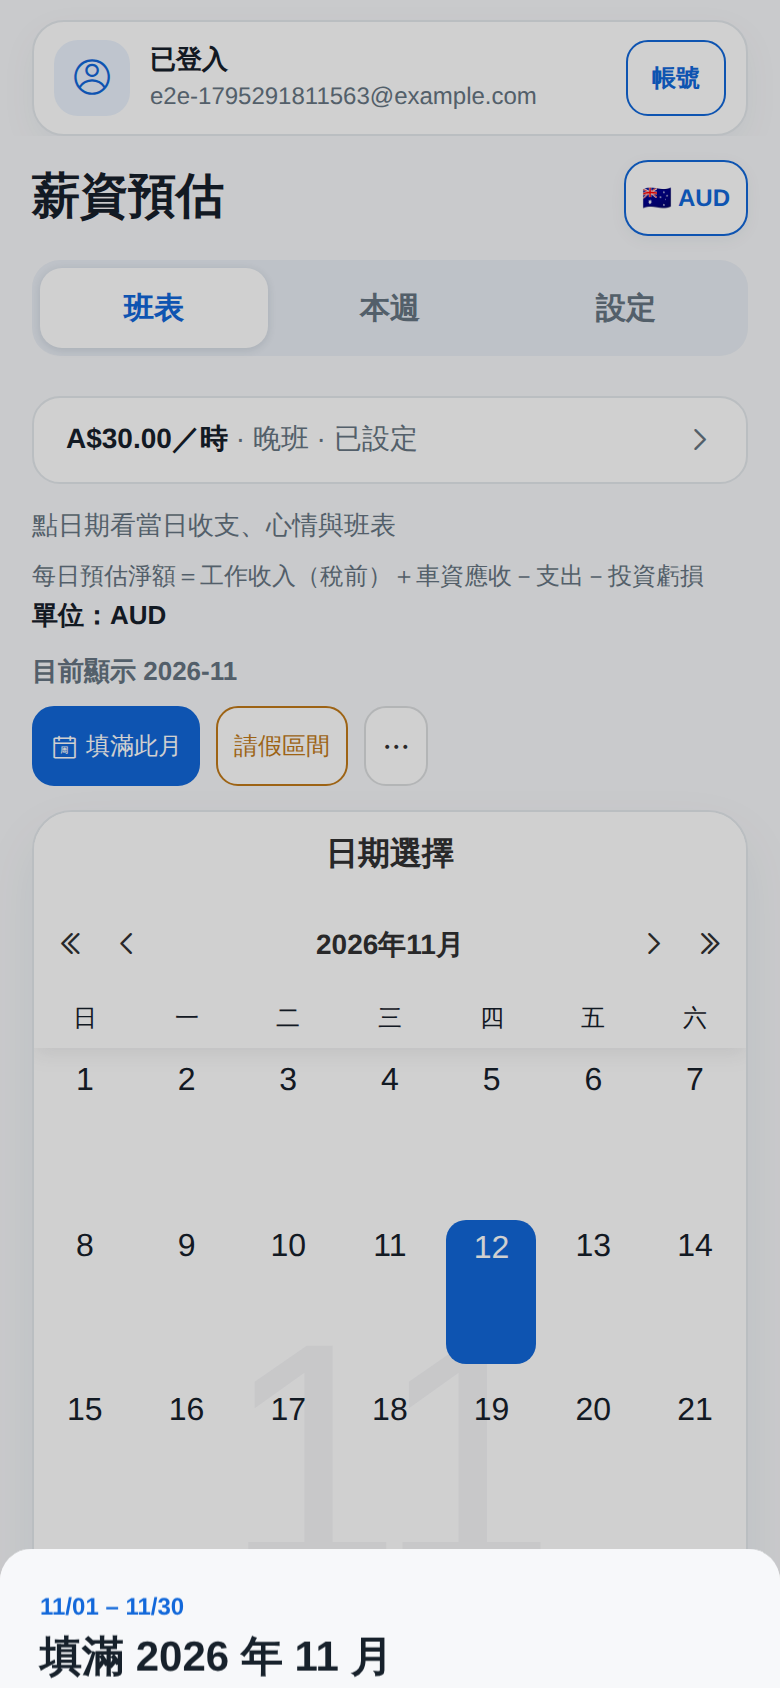 已登入
e2e-1795291811563@example.com
帳號
薪資預估
🇦🇺 AUD
班表
本週
設定
A$30.00／時 · 晚班 · 已設定
點日期看當日收支、心情與班表
每日預估淨額＝工作收入（稅前）＋車資應收－支出－投資虧損
單位：AUD
目前顯示 2026-11
填滿此月
請假區間
···
日期選擇
2026年11月
日 一 二 三 四 五 六
1 2 3 4 5 6 7
8 9 10 11 12 13 14
15 16 17 18 19 20 21
11
11/01 – 11/30
填滿 2026 年 11 月